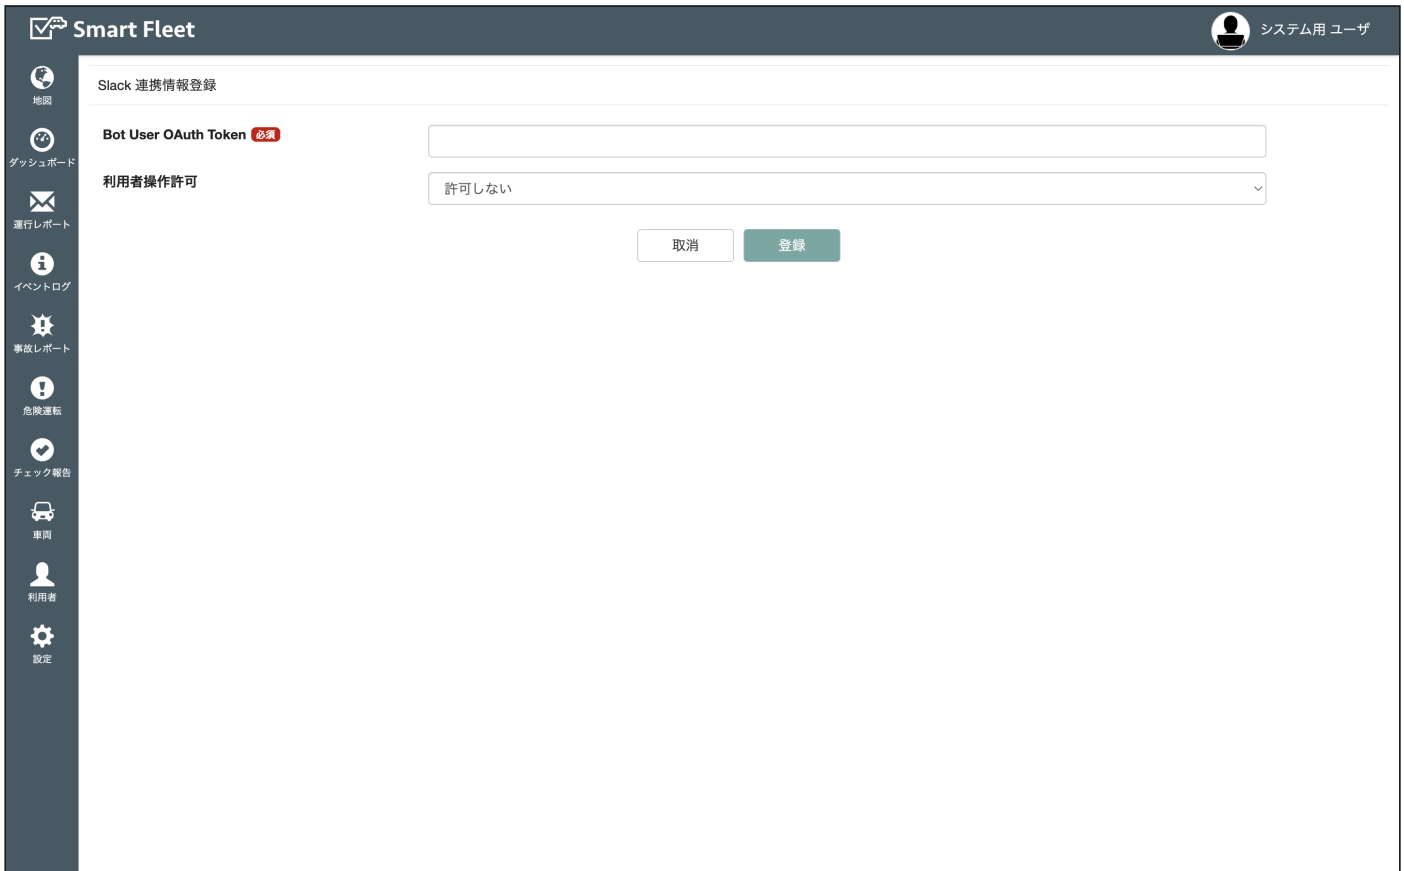 Smart Fleet
システム用 ユーザ
地図
ダッシュボード
運行レポート
イベントログ
事故レポート
危険運転
チェック報告
車両
利用者
設定
Slack 連携情報登録
Bot User OAuth Token 必須
利用者操作許可
許可しない
取消
登録